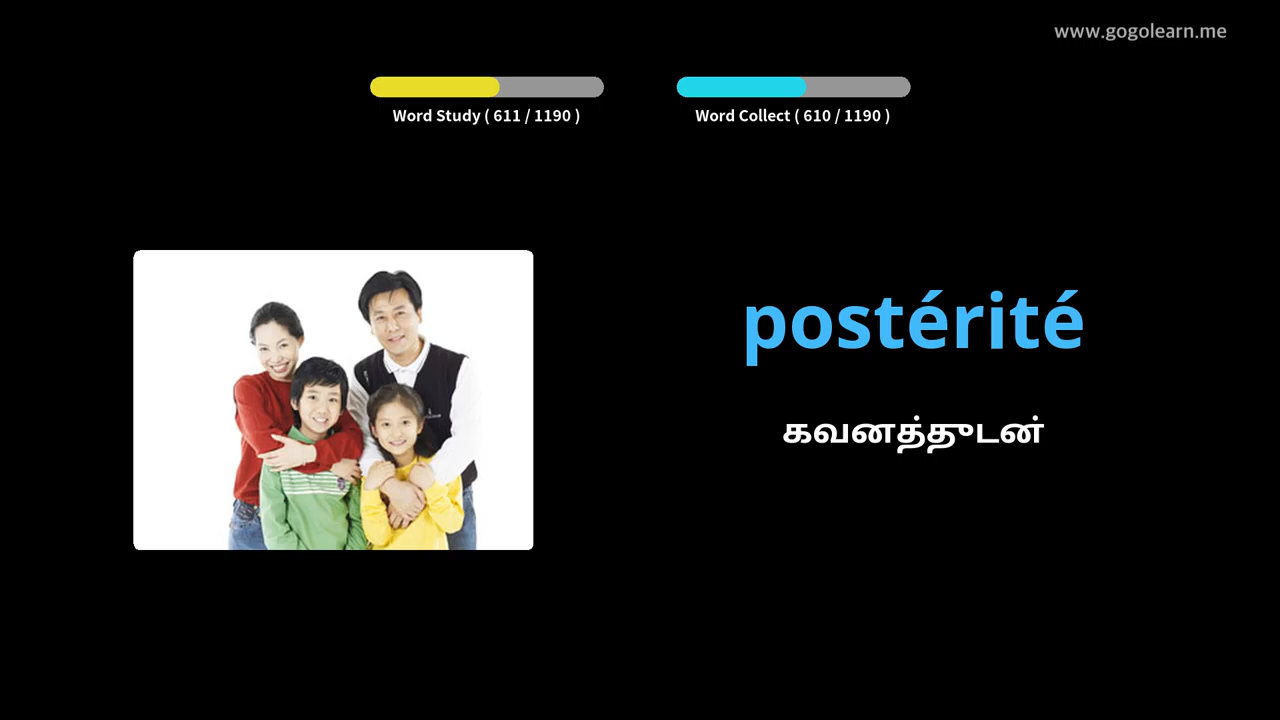 www.gogolearn.me
Word Study ( 611 / 1190 )
Word Collect ( 610 / 1190 )
postérité
கவனத்துடன்